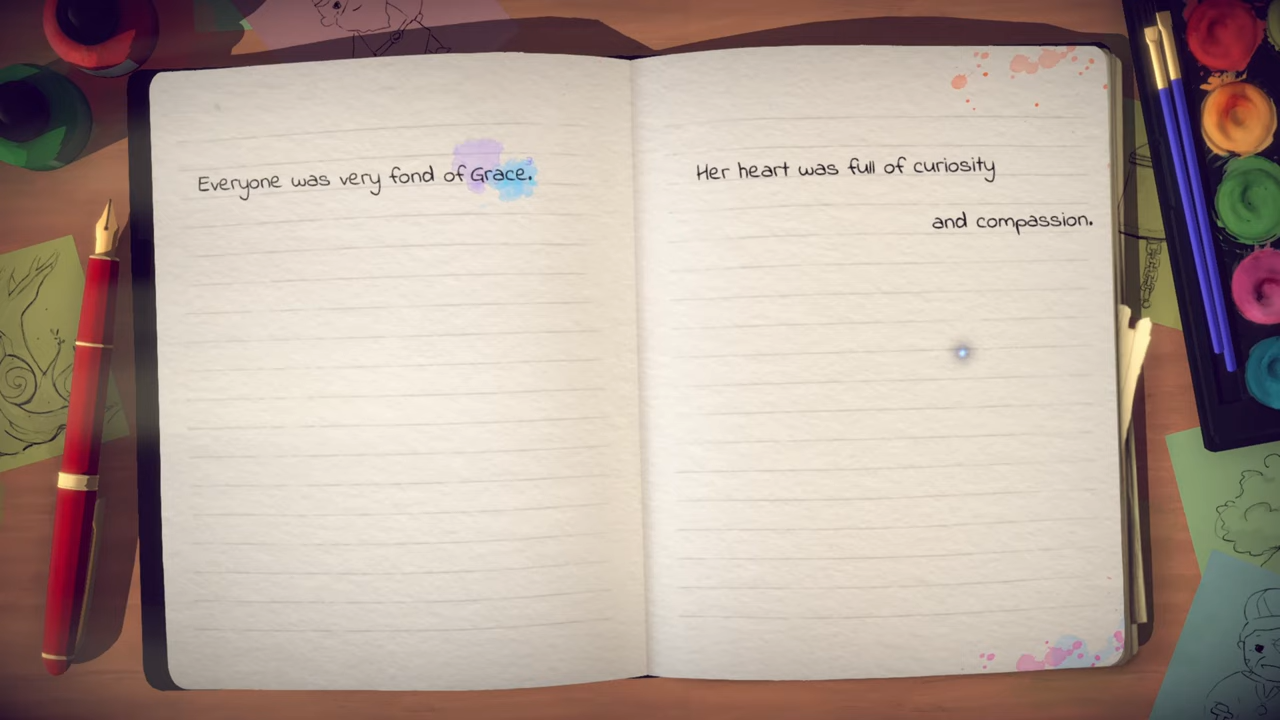 Everyone was very fond of Grace.
Her heart was full of curiosity
and compassion.